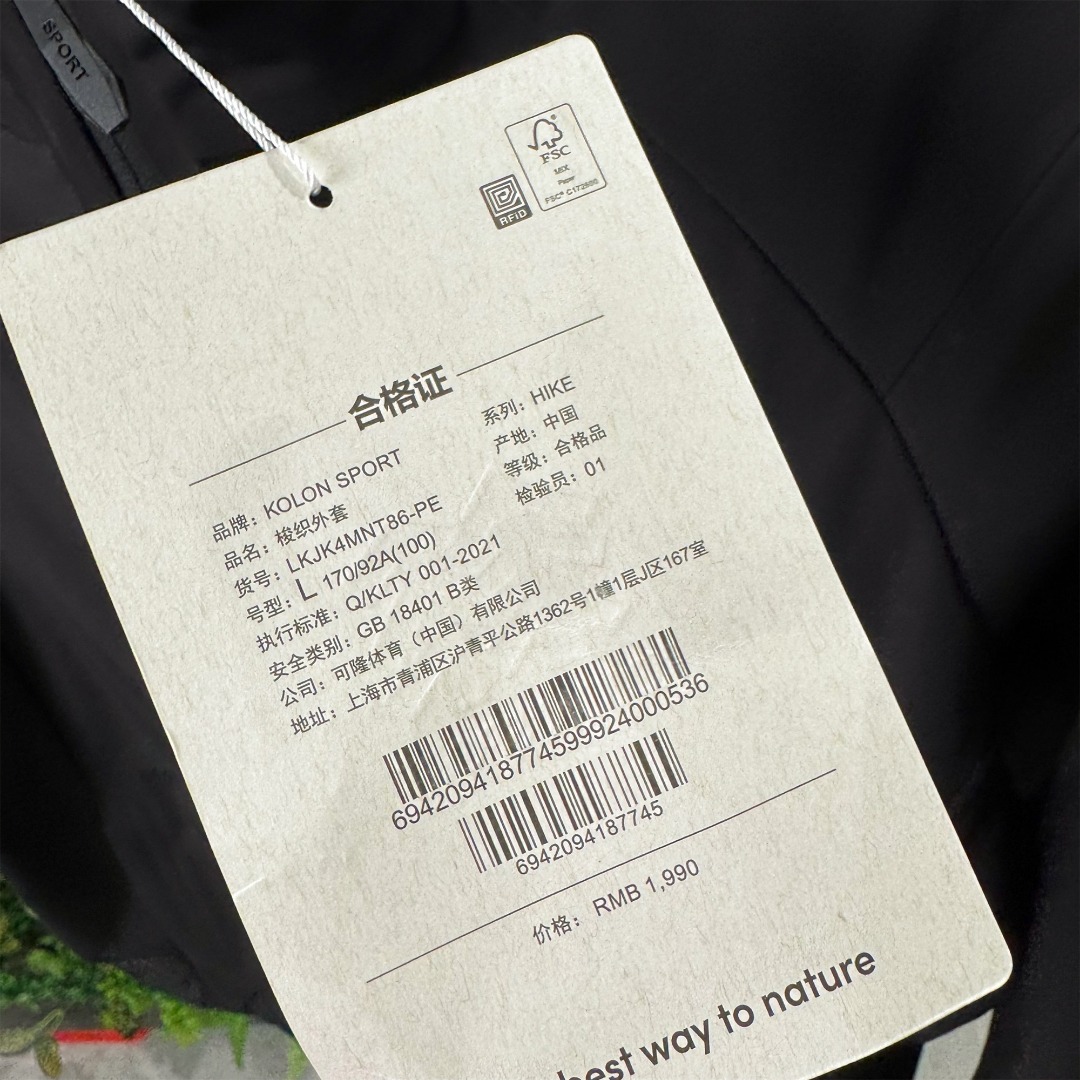 SPORT
FSC
MIX
Paper
FSC® C172800
RFiD
合格证
品牌：KOLON SPORT
系列：HIKE
品名：梭织外套
产地：中国
货号：LKJK4MNT86-PE
等级：合格品
号型：L 170/92A(100)
检验员：01
执行标准：Q/KLTY 001-2021
安全类别：GB 18401 B类
公司：可隆体育（中国）有限公司
地址：上海市青浦区沪青平公路1362号1幢1层J区167室
694209418774599924000536
6942094187745
价格：RMB 1,990
best way to nature